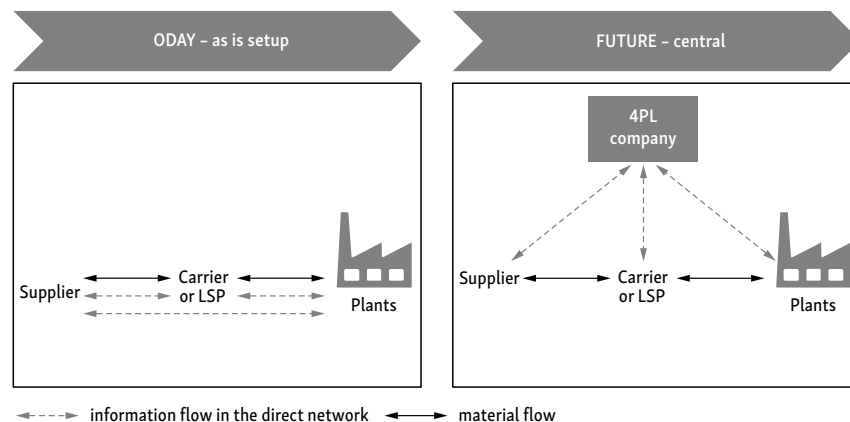 ODAY – as is setup
FUTURE – central
Supplier
Carrier
or LSP
Plants
4PL
company
Supplier
Carrier
or LSP
Plants
information flow in the direct network
material flow